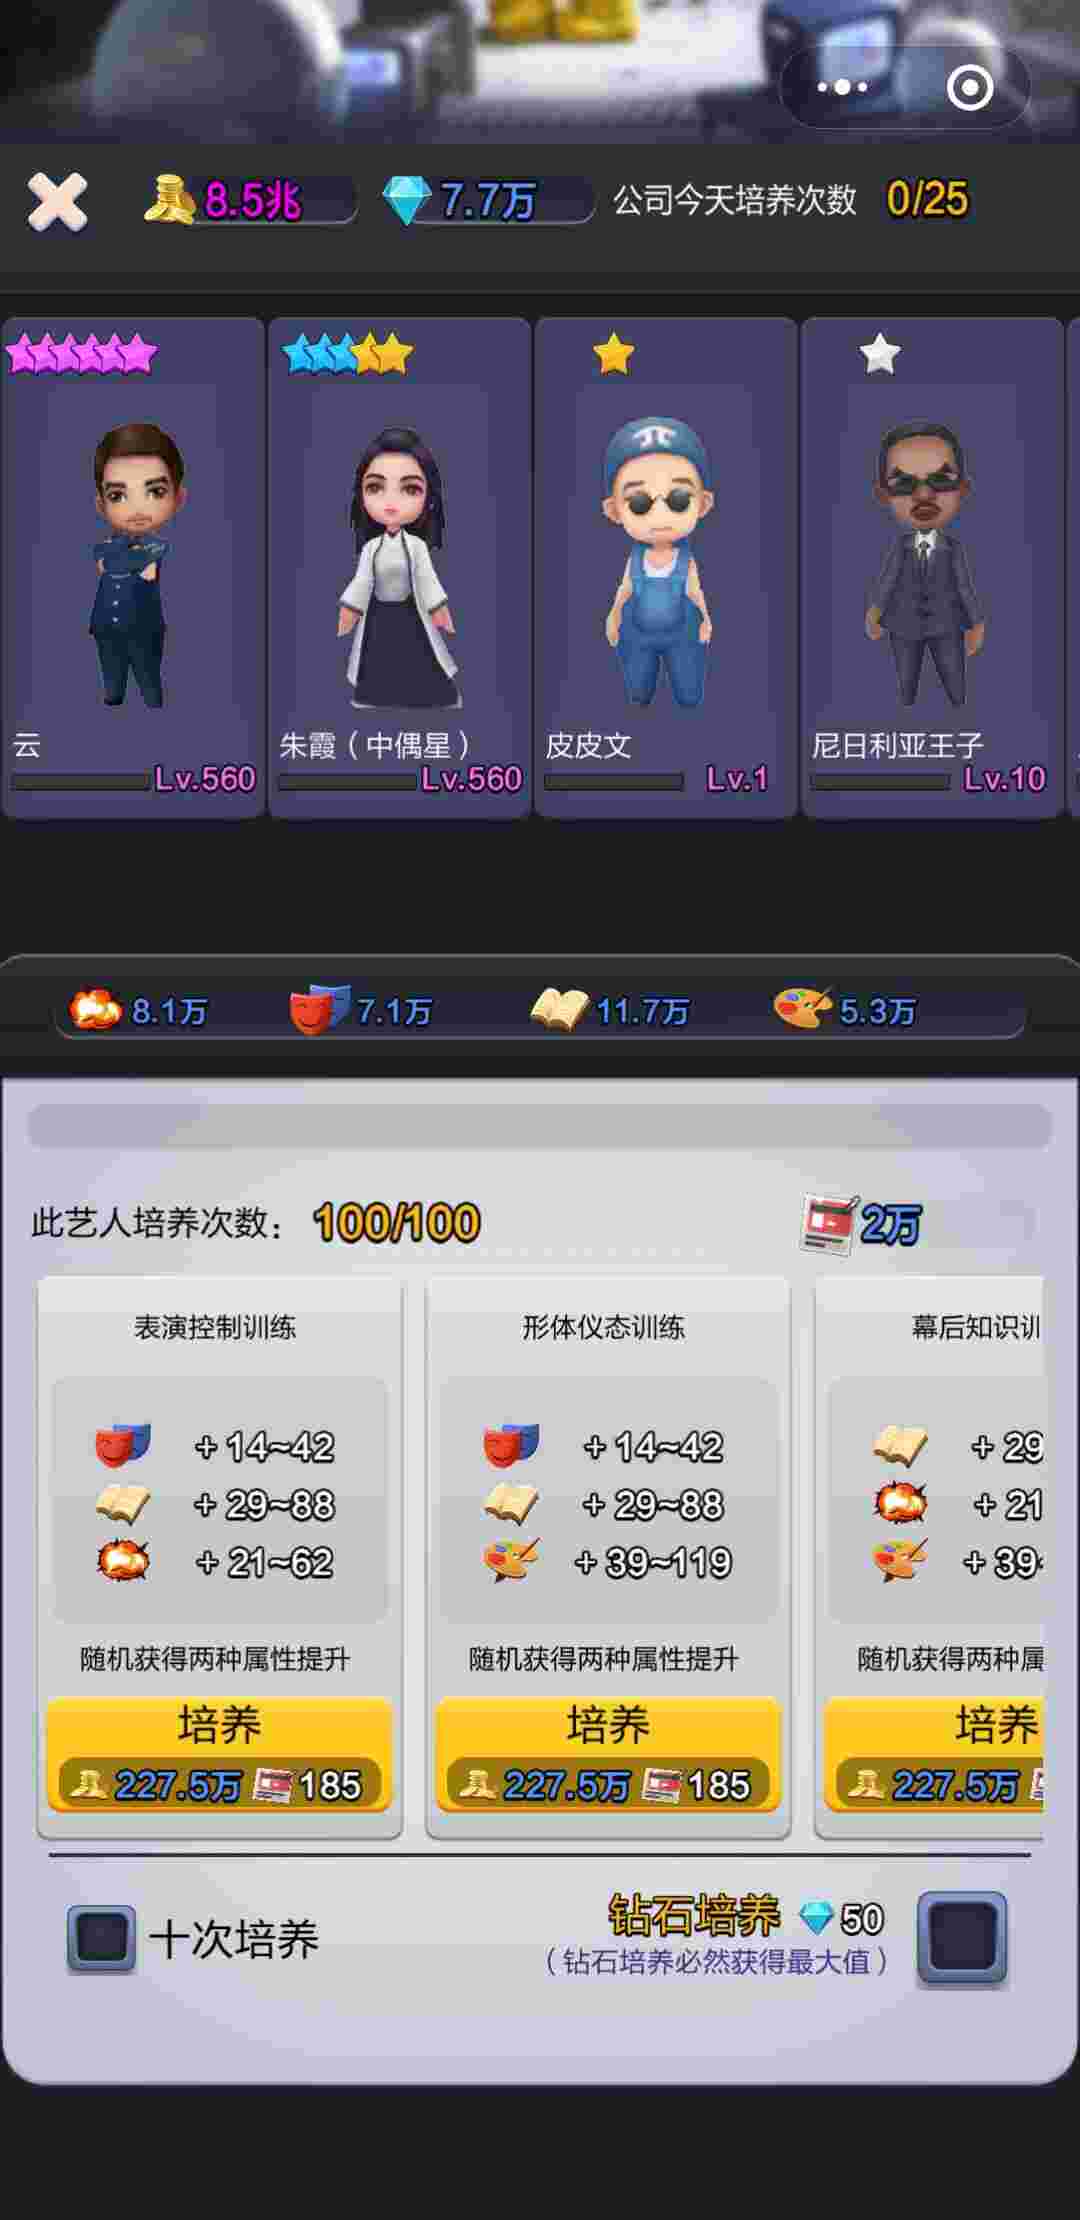 8.5兆 7.7万 公司今天培养次数 0/25
云 朱霞（中偶星） 皮皮文 尼日利亚王子
Lv.560 Lv.560 Lv.1 Lv.10
8.1万 7.1万 11.7万 5.3万
此艺人培养次数： 100/100 2万
表演控制训练 形体仪态训练 幕后知识训
+14~42 +14~42 +29
+29~88 +29~88 +21
+21~62 +39~119 +39
随机获得两种属性提升 随机获得两种属性提升 随机获得两种属
培养 培养 培养
227.5万 185 227.5万 185 227.5万
十次培养 钻石培养 50
（钻石培养必然获得最大值）